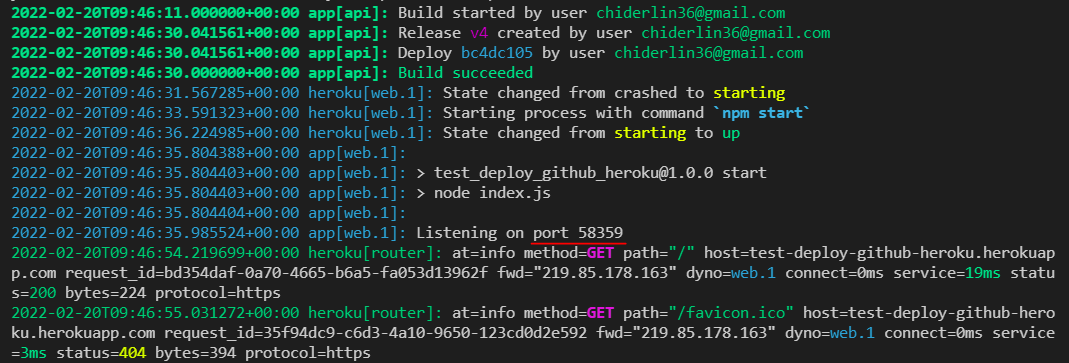 2022-02-20T09:46:11.000000+00:00 app[api]: Build started by user chiderlin36@gmail.com
2022-02-20T09:46:30.041561+00:00 app[api]: Release v4 created by user chiderlin36@gmail.com
2022-02-20T09:46:30.041561+00:00 app[api]: Deploy bc4dc105 by user chiderlin36@gmail.com
2022-02-20T09:46:30.000000+00:00 app[api]: Build succeeded
2022-02-20T09:46:31.567285+00:00 heroku[web.1]: State changed from crashed to starting
2022-02-20T09:46:33.591323+00:00 heroku[web.1]: Starting process with command `npm start`
2022-02-20T09:46:36.224985+00:00 heroku[web.1]: State changed from starting to up
2022-02-20T09:46:35.804388+00:00 app[web.1]:
2022-02-20T09:46:35.804403+00:00 app[web.1]: > test_deploy_github_heroku@1.0.0 start
2022-02-20T09:46:35.804403+00:00 app[web.1]: > node index.js
2022-02-20T09:46:35.804404+00:00 app[web.1]:
2022-02-20T09:46:35.985524+00:00 app[web.1]: Listening on port 58359
2022-02-20T09:46:54.219699+00:00 heroku[router]: at=info method=GET path="/" host=test-deploy-github-heroku.herokuap
p.com request_id=bd354daf-0a70-4665-b6a5-fa053d13962f fwd="219.85.178.163" dyno=web.1 connect=0ms service=19ms statu
s=200 bytes=224 protocol=https
2022-02-20T09:46:55.031272+00:00 heroku[router]: at=info method=GET path="/favicon.ico" host=test-deploy-github-hero
ku.herokuapp.com request_id=35f94dc9-c6d3-4a10-9650-123cd0d2e592 fwd="219.85.178.163" dyno=web.1 connect=0ms service
=3ms status=404 bytes=394 protocol=https